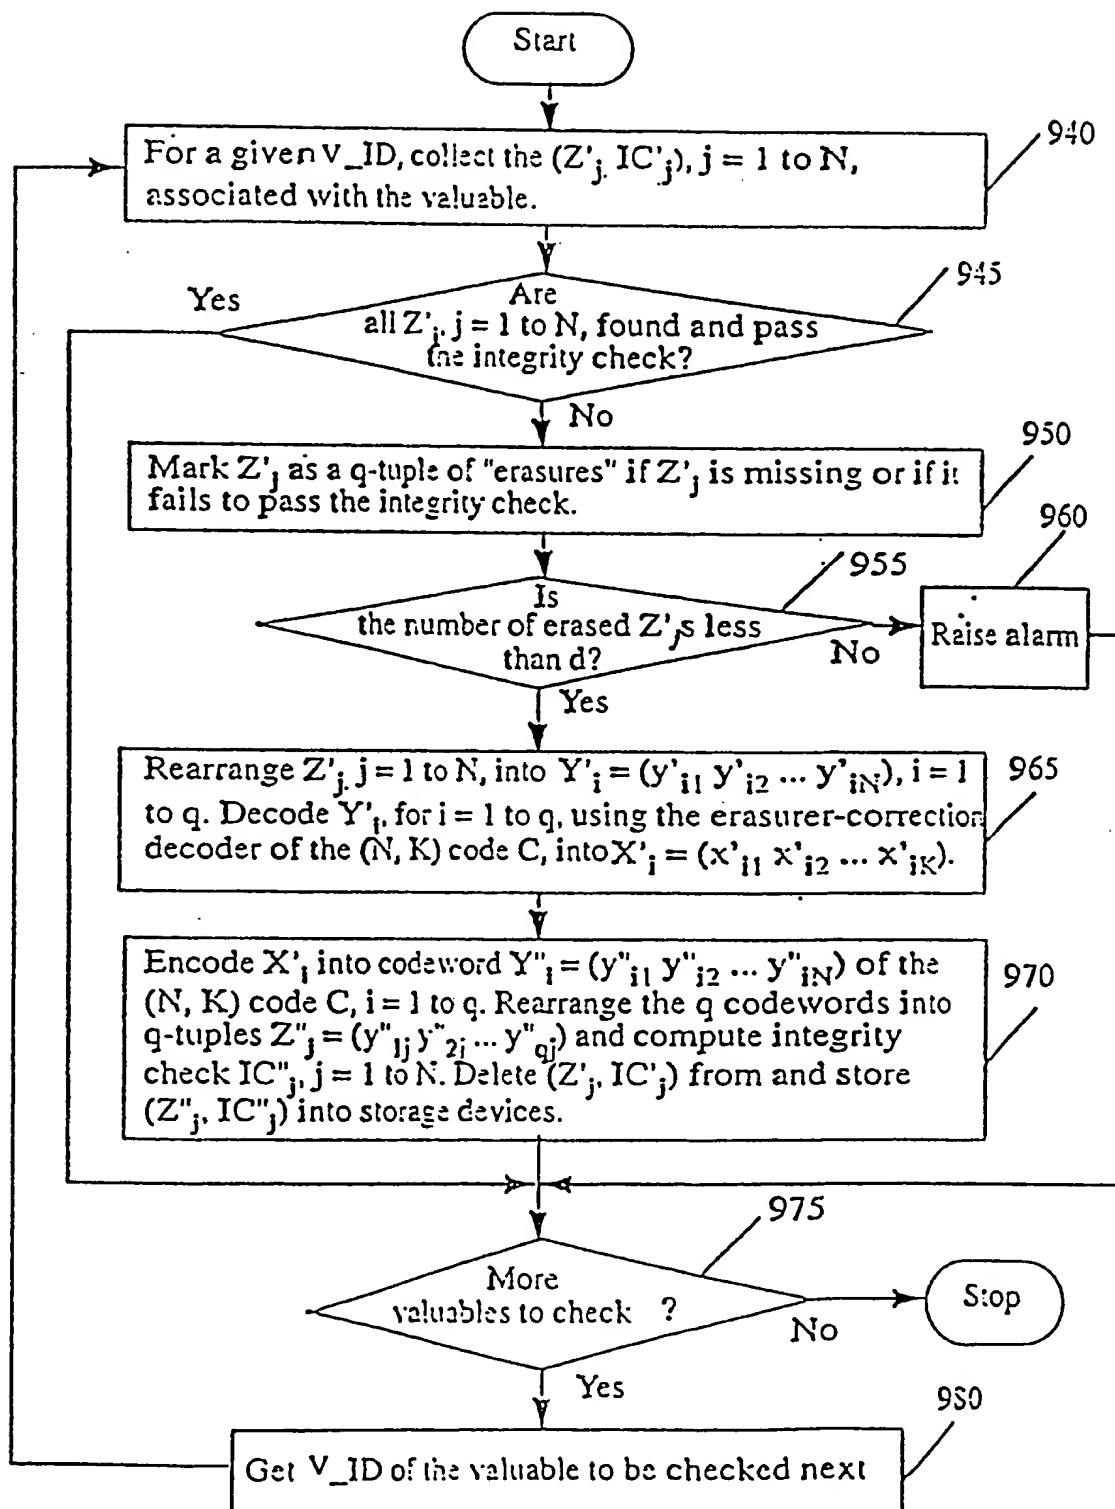 Start
940
For a given V_ID, collect the (Z'j, IC'j), j = 1 to N,
associated with the valuable.
945
Yes
Are
all Z'j, j = 1 to N, found and pass
the integrity check?
No
950
Mark Z'j as a q-tuple of "erasures" if Z'j is missing or if it
fails to pass the integrity check.
960
955
Is
the number of erased Z'js less
than d?
No
Raise alarm
Yes
965
Rearrange Z'j, j = 1 to N, into Y'i = (y'i1 y'i2 ... y'iN), i = 1
to q. Decode Y'i, for i = 1 to q, using the erasurer-correction
decoder of the (N, K) code C, into X'i = (x'i1 x'i2 ... x'iK).
970
Encode X'i into codeword Y"i = (y"i1 y"i2 ... y"iN) of the
(N, K) code C, i = 1 to q. Rearrange the q codewords into
q-tuples Z"j = (y"1j y"2j ... y"qj) and compute integrity
check IC"j, j = 1 to N. Delete (Z'j, IC'j) from and store
(Z"j, IC"j) into storage devices.
975
More
valuables to check ?
No
Stop
Yes
980
Get V_ID of the valuable to be checked next